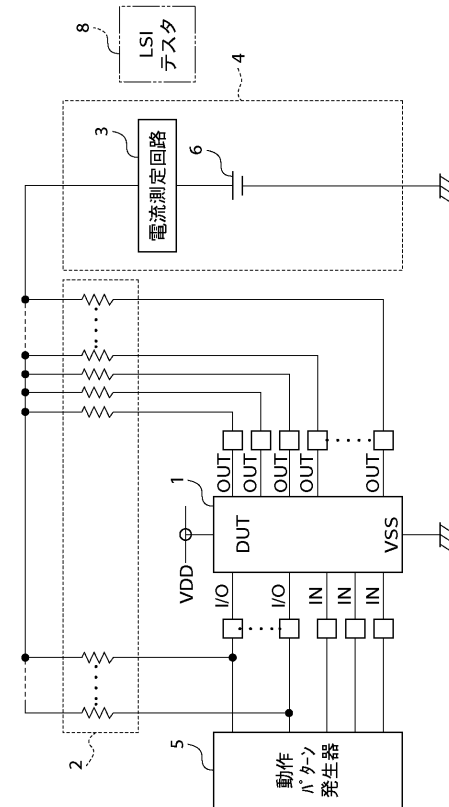 8
LSI
テスタ
4
3
電流測定回路
6
2
1
VDD
DUT
VSS
I/O
I/O
IN
IN
IN
OUT
OUT
OUT
OUT
OUT
5
動作
パターン
発生器